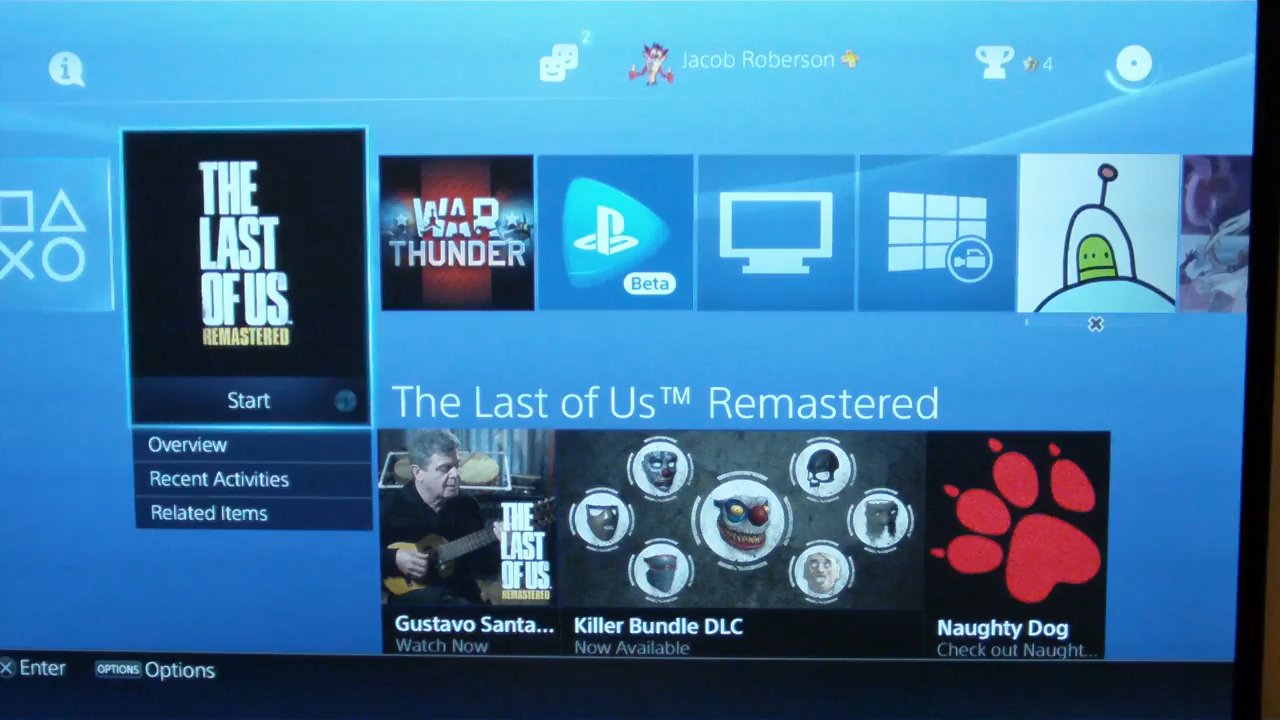 2
Jacob Roberson
4
THE
LAST
OF US
REMASTERED
WAR
THUNDER
Beta
Start
The Last of Us™ Remastered
Overview
Recent Activities
Related Items
THE
LAST
OF US
REMASTERED
Gustavo Santa...
Watch Now
Killer Bundle DLC
Now Available
Naughty Dog
Check out Naught...
Enter
OPTIONS Options